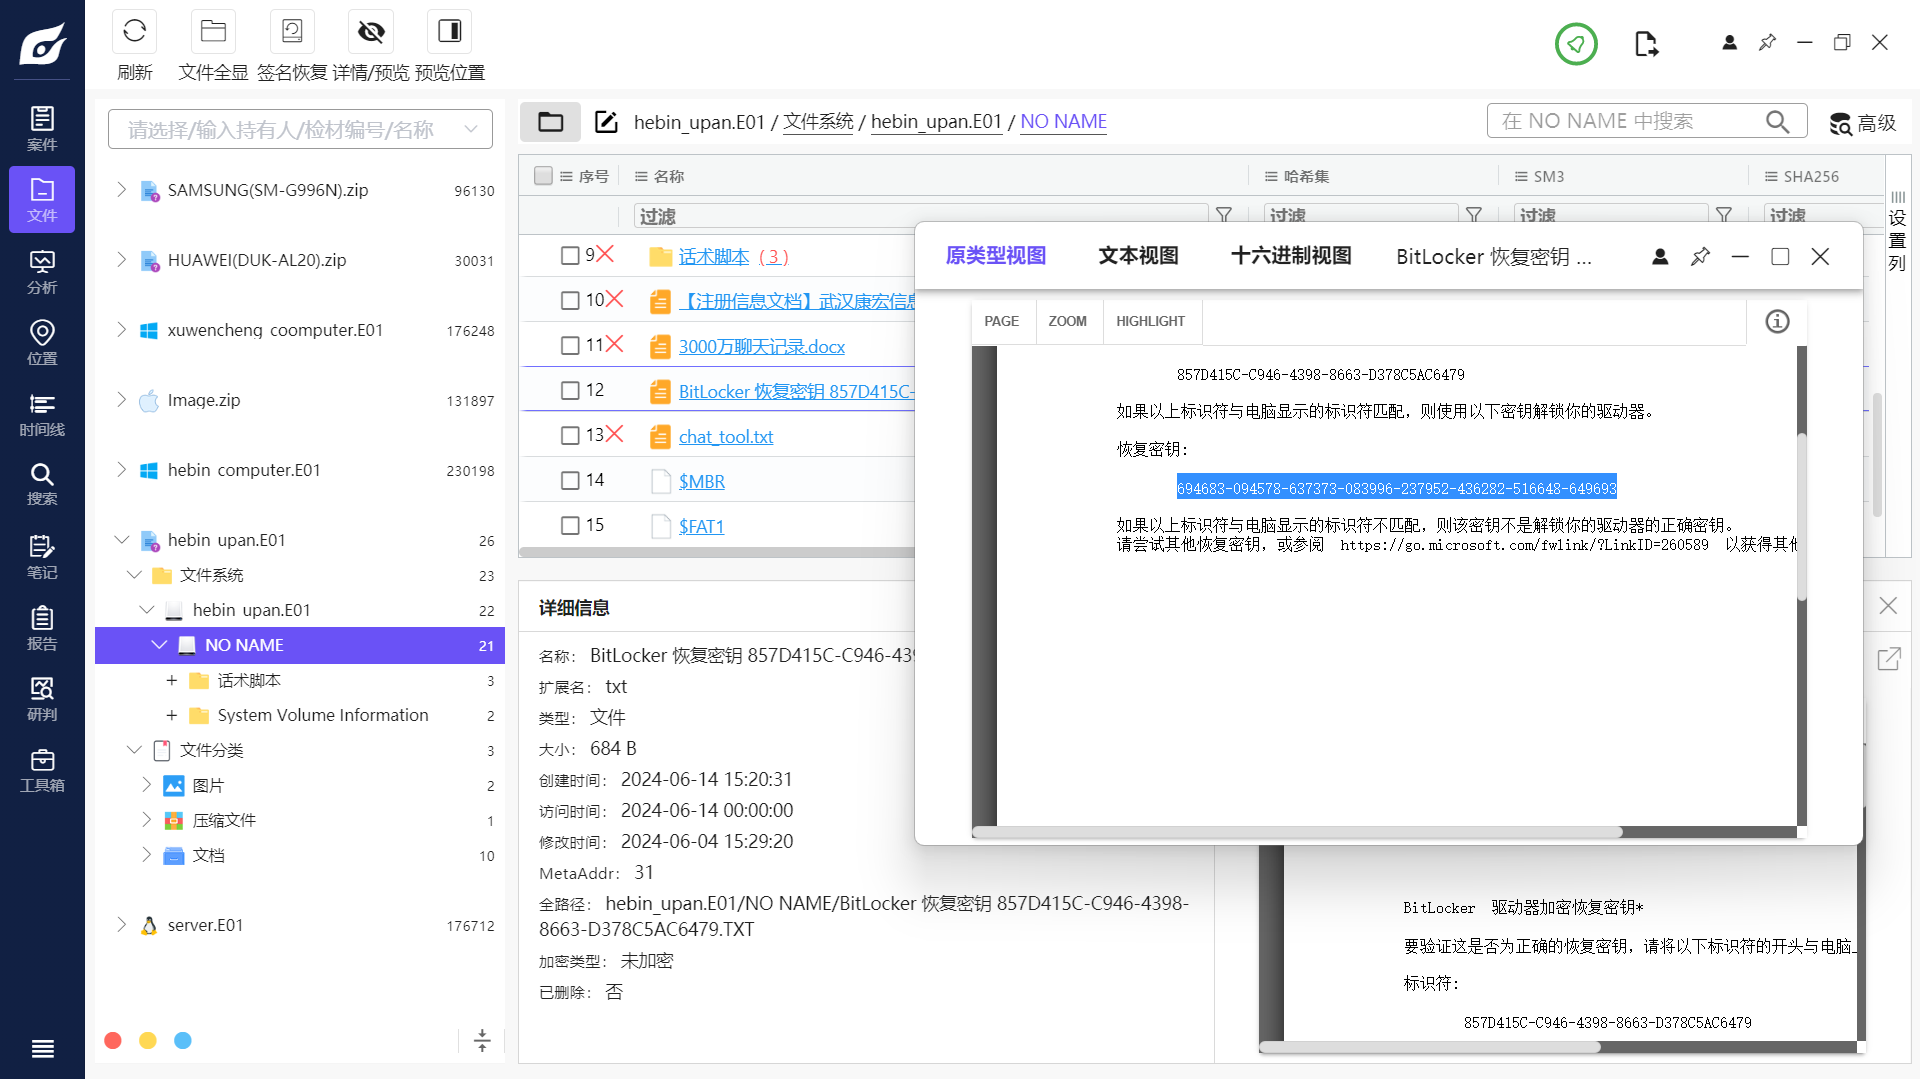 刷新
文件全显
签名恢复
详情/预览
预览位置
案件
文件
分析
位置
时间线
搜索
笔记
报告
研判
工具箱
请选择/输入持有人/检材编号/名称
SAMSUNG(SM-G996N).zip 96130
HUAWEI(DUK-AL20).zip 30031
xuwencheng coomputer.E01 176248
Image.zip 131897
hebin computer.E01 230198
hebin upan.E01 26
文件系统 23
hebin upan.E01 22
NO NAME 21
+ 话术脚本 3
+ System Volume Information 2
文件分类 3
图片 2
压缩文件 1
文档 10
server.E01 176712
hebin_upan.E01 / 文件系统 / hebin_upan.E01 / NO NAME
在 NO NAME 中搜索
高级
序号 名称 哈希集 SM3 SHA256
过滤 过滤 过滤 过滤
设置列
9 话术脚本 ( 3 )
10 【注册信息文档】武汉康宏信息
11 3000万聊天记录.docx
12 BitLocker 恢复密钥 857D415C-
13 chat_tool.txt
14 $MBR
15 $FAT1
原类型视图 文本视图 十六进制视图 BitLocker 恢复密钥 ...
PAGE ZOOM HIGHLIGHT
857D415C-C946-4398-8663-D378C5AC6479
如果以上标识符与电脑显示的标识符匹配，则使用以下密钥解锁你的驱动器。
恢复密钥:
694683-094578-637373-083996-237952-436282-516648-649693
如果以上标识符与电脑显示的标识符不匹配，则该密钥不是解锁你的驱动器的正确密钥。
请尝试其他恢复密钥，或参阅 https://go.microsoft.com/fwlink/?LinkID=260589 以获得其他
详细信息
名称： BitLocker 恢复密钥 857D415C-C946-439
扩展名： txt
类型： 文件
大小： 684 B
创建时间： 2024-06-14 15:20:31
访问时间： 2024-06-14 00:00:00
修改时间： 2024-06-04 15:29:20
MetaAddr： 31
全路径： hebin_upan.E01/NO NAME/BitLocker 恢复密钥 857D415C-C946-4398-
8663-D378C5AC6479.TXT
加密类型： 未加密
已删除： 否
BitLocker 驱动器加密恢复密钥*
要验证这是否为正确的恢复密钥，请将以下标识符的开头与电脑上
标识符:
857D415C-C946-4398-8663-D378C5AC6479